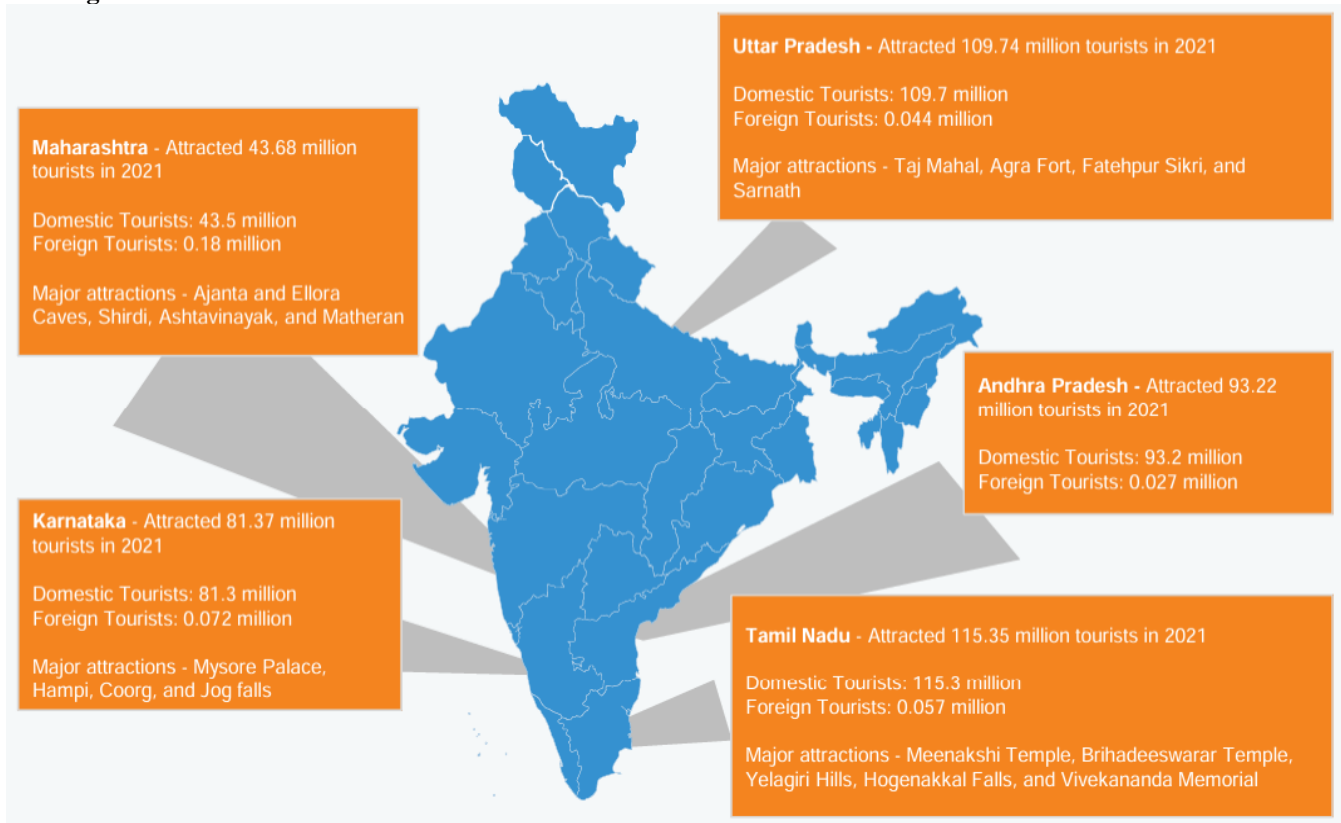 Maharashtra - Attracted 43.68 million
tourists in 2021
Domestic Tourists: 43.5 million
Foreign Tourists: 0.18 million
Major attractions - Ajanta and Ellora
Caves, Shirdi, Ashtavinayak, and Matheran
Uttar Pradesh - Attracted 109.74 million tourists in 2021
Domestic Tourists: 109.7 million
Foreign Tourists: 0.044 million
Major attractions - Taj Mahal, Agra Fort, Fatehpur Sikri, and
Sarnath
Andhra Pradesh - Attracted 93.22
million tourists in 2021
Domestic Tourists: 93.2 million
Foreign Tourists: 0.027 million
Karnataka - Attracted 81.37 million
tourists in 2021
Domestic Tourists: 81.3 million
Foreign Tourists: 0.072 million
Major attractions - Mysore Palace,
Hampi, Coorg, and Jog falls
Tamil Nadu - Attracted 115.35 million tourists in 2021
Domestic Tourists: 115.3 million
Foreign Tourists: 0.057 million
Major attractions - Meenakshi Temple, Brihadeeswarar Temple,
Yelagiri Hills, Hogenakkal Falls, and Vivekananda Memorial